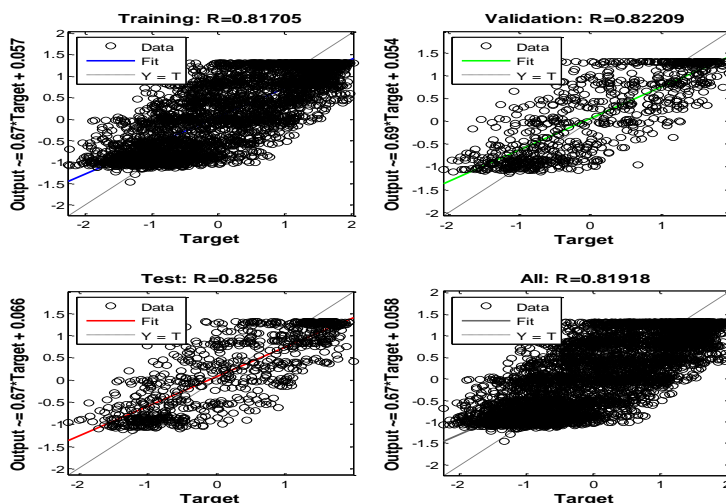 Training: R=0.81705
Output ~= 0.67*Target + 0.057
2
1.5
1
0.5
0
-0.5
-1
-1.5
-2
Data
Fit
Y = T
-2
-1
0
1
2
Target
Validation: R=0.82209
Output ~= 0.69*Target + 0.054
2
1.5
1
0.5
0
-0.5
-1
-1.5
-2
Data
Fit
Y = T
-2
-1
0
1
2
Target
Test: R=0.8256
Output ~= 0.67*Target + 0.066
2
1.5
1
0.5
0
-0.5
-1
-1.5
-2
Data
Fit
Y = T
-2
-1
0
1
Target
All: R=0.81918
Output ~= 0.67*Target + 0.058
2
1.5
1
0.5
0
-0.5
-1
-1.5
-2
Data
Fit
Y = T
-2
-1
0
1
2
Target